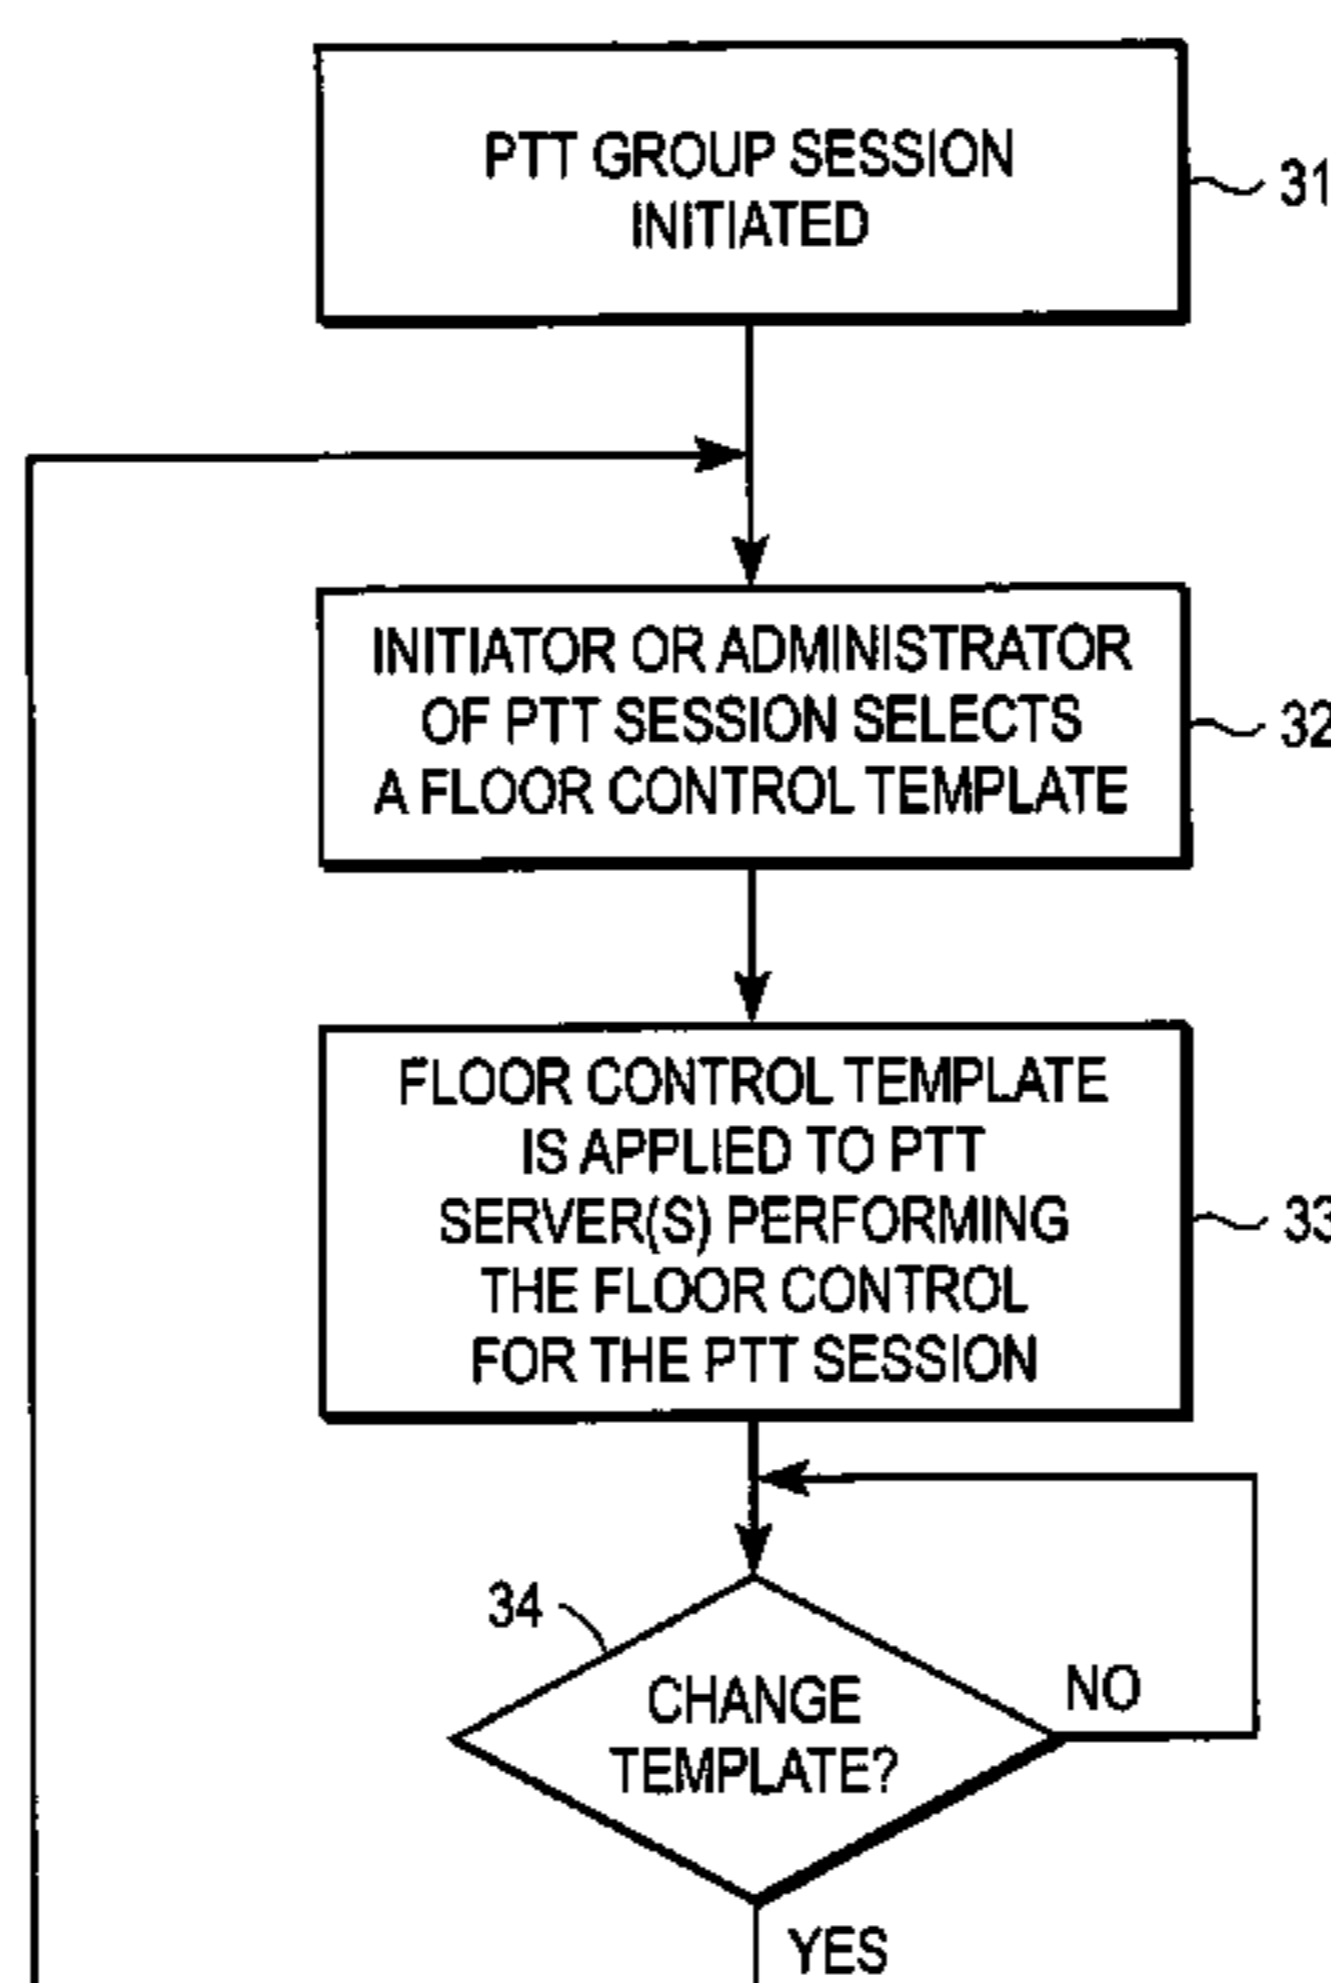 PTT GROUP SESSION
INITIATED
31
INITIATOR OR ADMINISTRATOR
OF PTT SESSION SELECTS
A FLOOR CONTROL TEMPLATE
32
FLOOR CONTROL TEMPLATE
IS APPLIED TO PTT
SERVER(S) PERFORMING
THE FLOOR CONTROL
FOR THE PTT SESSION
33
34
CHANGE
TEMPLATE?
NO
YES